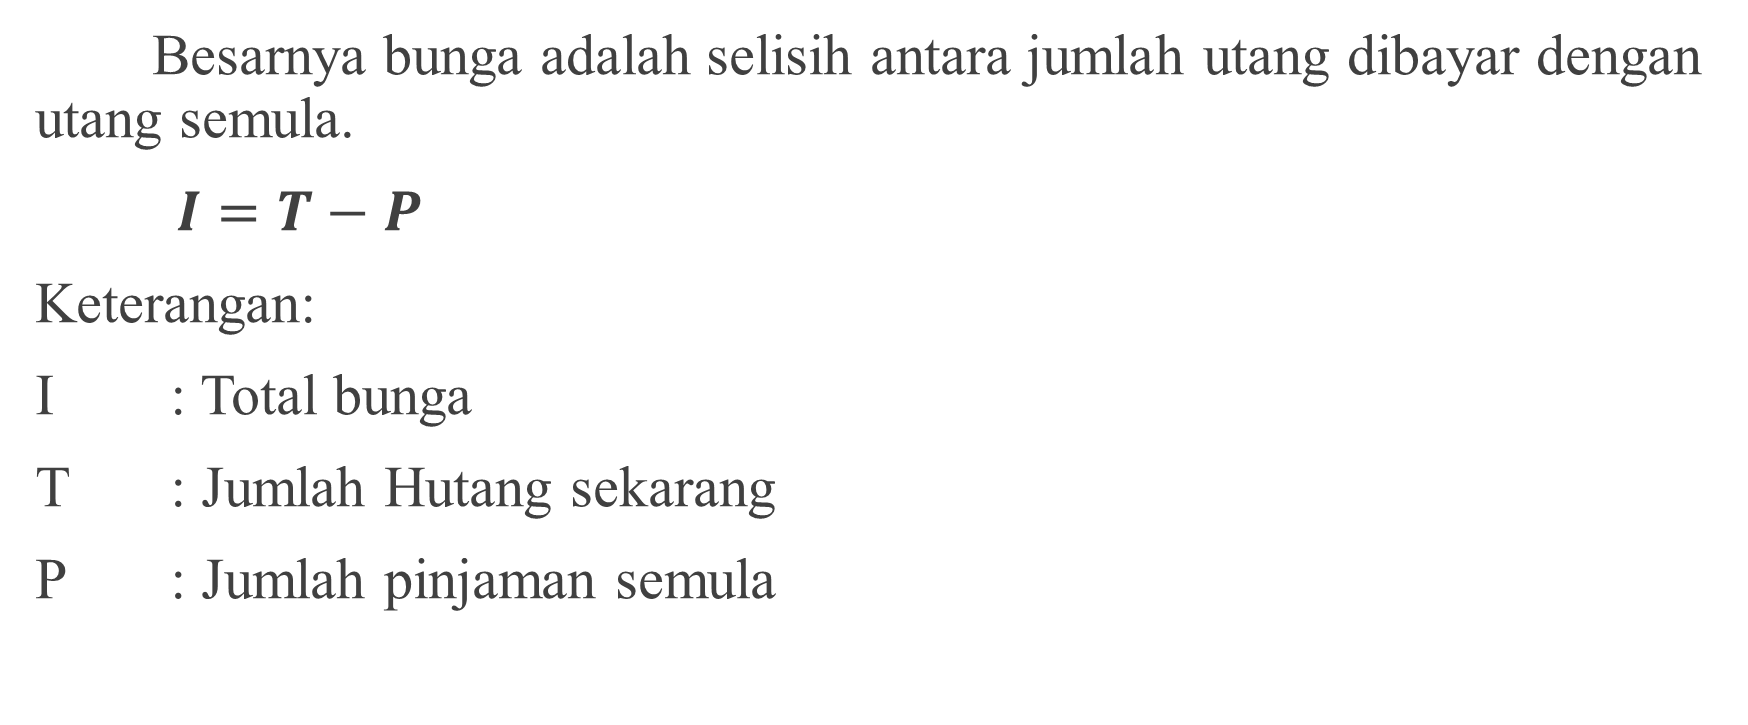 Besarnya bunga adalah selisih antara jumlah utang dibayar dengan
utang semula.
I = T − P
Keterangan:
I : Total bunga
T : Jumlah Hutang sekarang
P : Jumlah pinjaman semula